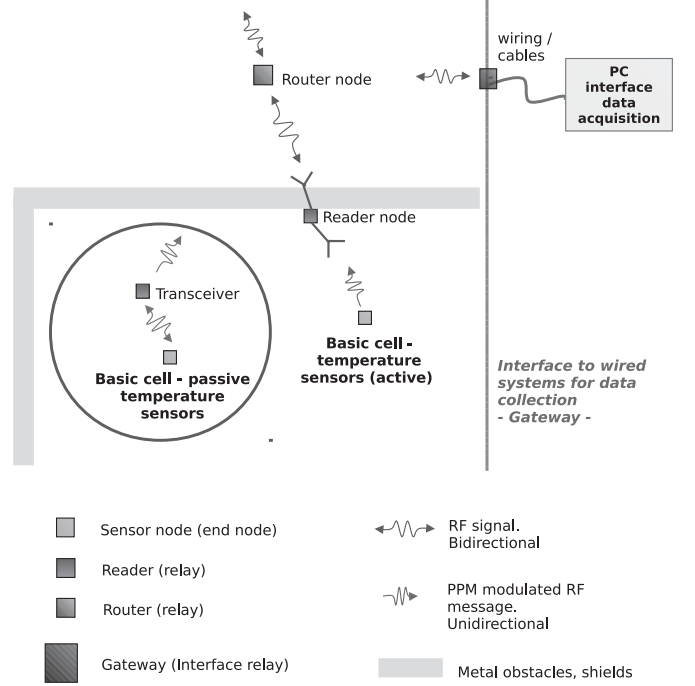 wiring /
cables
Router node
PC
interface
data
acquisition
Reader node
Transceiver
Basic cell - passive
temperature
sensors
Basic cell -
temperature
sensors (active)
Interface to wired
systems for data
collection
- Gateway -
Sensor node (end node)
Reader (relay)
Router (relay)
Gateway (Interface relay)
RF signal.
Bidirectional
PPM modulated RF
message.
Unidirectional
Metal obstacles, shields